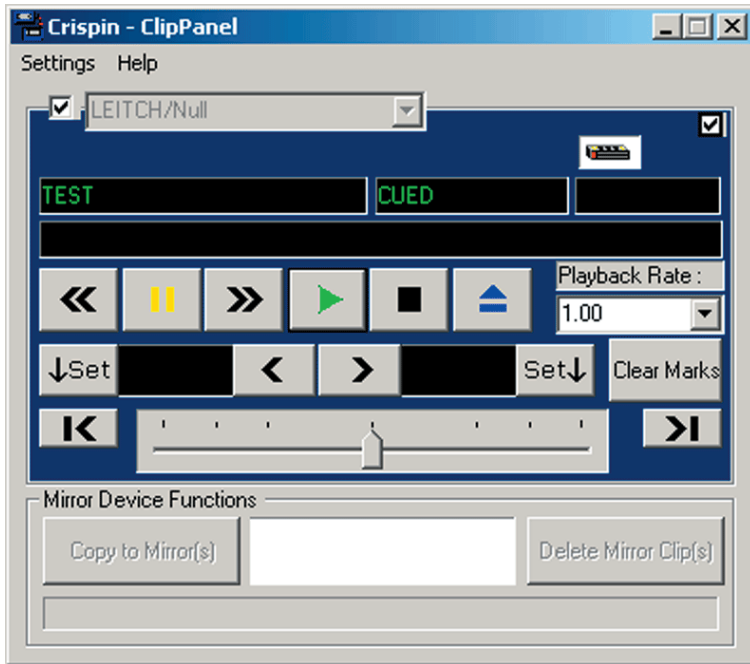 Crispin - ClipPanel
Settings Help
LEITCH/Null
TEST CUED
Playback Rate :
1.00
↓Set Set↓ Clear Marks
Mirror Device Functions
Copy to Mirror(s) Delete Mirror Clip(s)